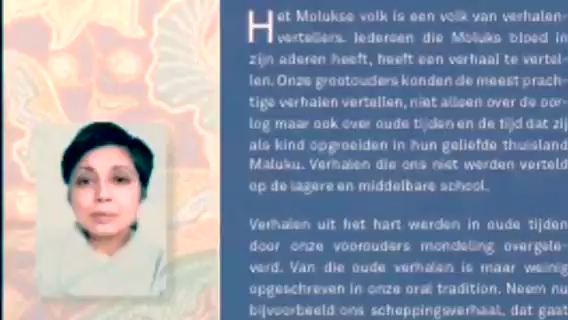 Het Molukse volk is een volk van verhalen-
vertellers. Iedereen die Moluks bloed in
zijn aderen heeft, heeft een verhaal te vertel-
len. Onze grootouders konden de meest prach-
tige verhalen vertellen, niet alleen over de oor-
log maar ook over oude tijden en de tijd dat zij
als kind opgroeiden in hun geliefde thuisland
Maluku. Verhalen die ons niet werden verteld
op de lagere en middelbare school.
Verhalen uit het hart werden in oude tijden
door onze voorouders mondeling overgele-
verd. Van die oude verhalen is maar weinig
opgeschreven in onze oral tradition. Neem nu
bijvoorbeeld ons scheppingsverhaal, dat gaat